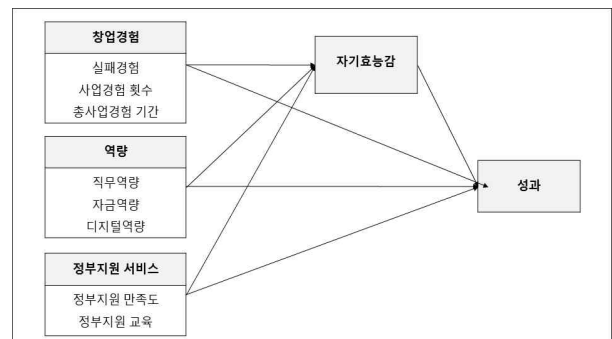 창업경험
실패경험
사업경험 횟수
총사업경험 기간
역량
직무역량
자금역량
디지털역량
정부지원 서비스
정부지원 만족도
정부지원 교육
자기효능감
성과